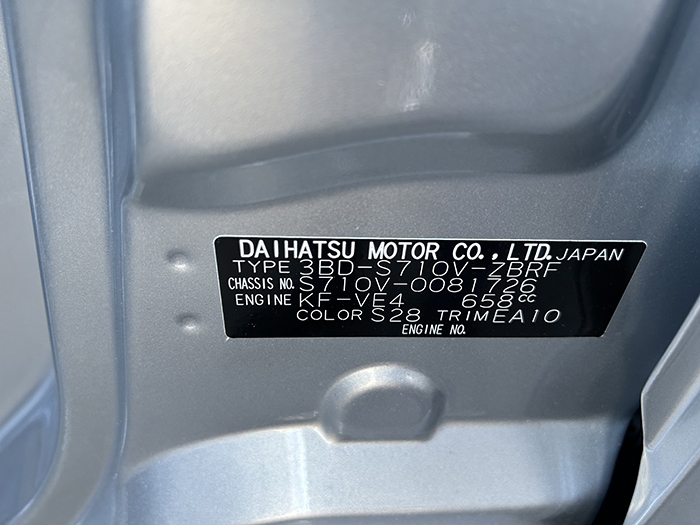 DAIHATSU MOTOR CO., LTD. JAPAN
TYPE 3BD-S710V-ZBRF
CHASSIS NO. S710V-0081726
ENGINE KF-VE4 658cc
COLOR S28 TRIM EA10
ENGINE NO.